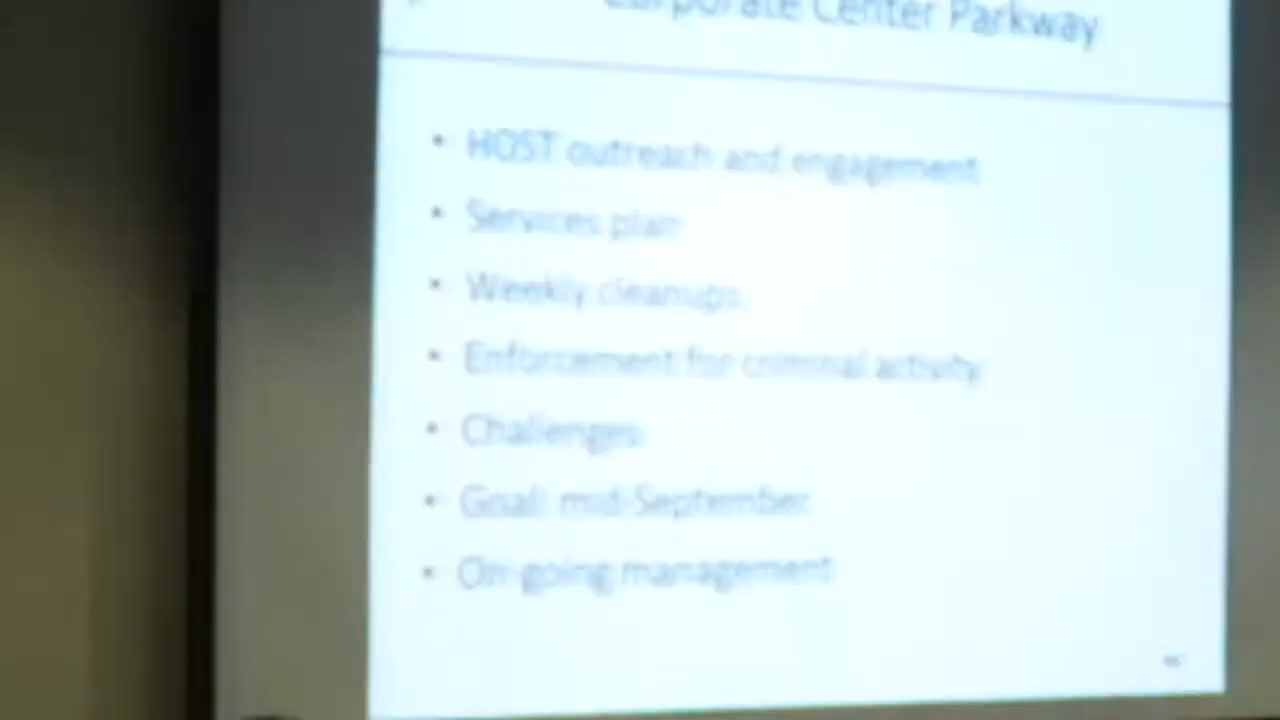 Corporate Center Parkway
• HOST outreach and engagement
• Services plan
• Weekly cleanups
• Enforcement for criminal activity
• Challenges
• Goal: mid-September
• On-going management